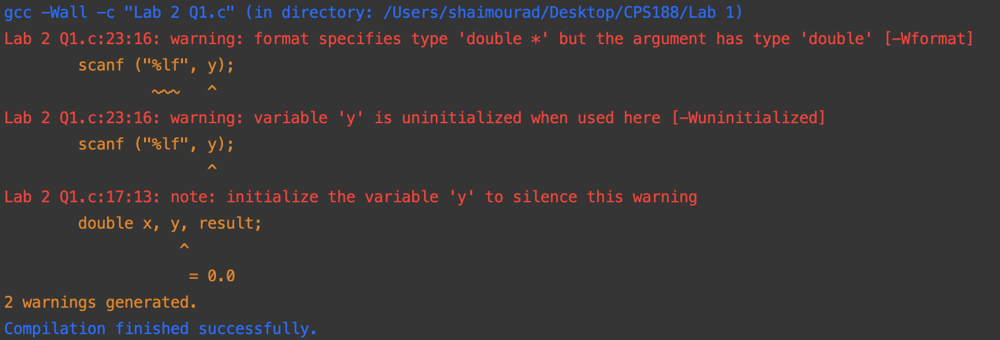 gcc -Wall -c "Lab 2 Q1.c" (in directory: /Users/shaimourad/Desktop/CPS188/Lab 1)
Lab 2 Q1.c:23:16: warning: format specifies type 'double *' but the argument has type 'double' [-Wformat]
        scanf ("%lf", y);
                ~~~   ^
Lab 2 Q1.c:23:16: warning: variable 'y' is uninitialized when used here [-Wuninitialized]
        scanf ("%lf", y);
                      ^
Lab 2 Q1.c:17:13: note: initialize the variable 'y' to silence this warning
        double x, y, result;
                   ^
                    = 0.0
2 warnings generated.
Compilation finished successfully.